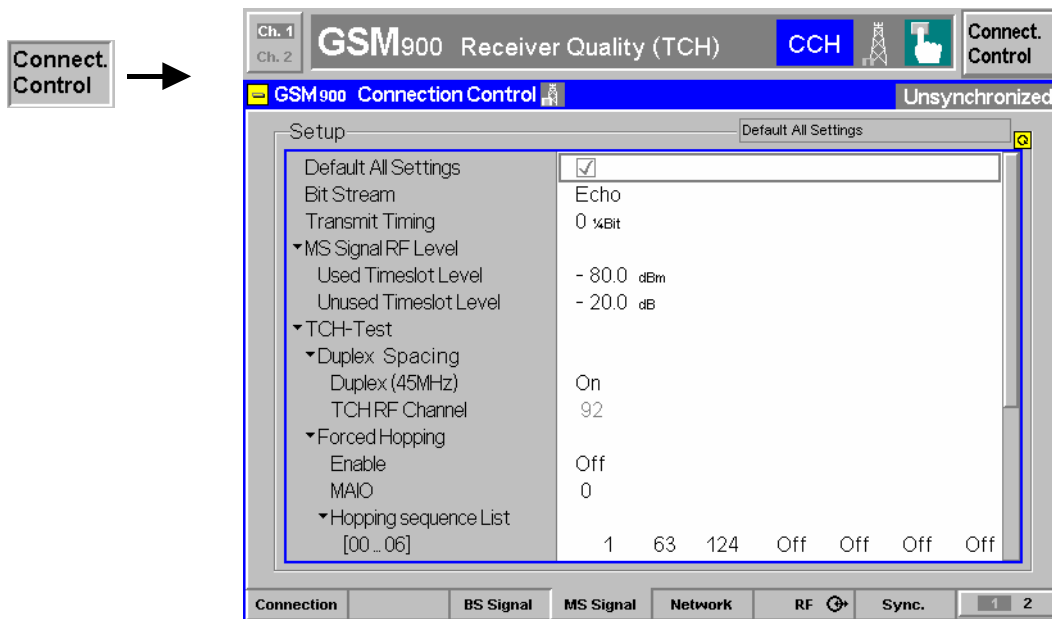 Connect.
Control
Ch. 1
Ch. 2
GSM900 Receiver Quality (TCH)
CCH
Connect.
Control
GSM900 Connection Control
Unsynchronized
Setup
Default All Settings
Default All Settings
Bit Stream Echo
Transmit Timing 0 ¼Bit
MS Signal RF Level
Used Timeslot Level - 80.0 dBm
Unused Timeslot Level - 20.0 dB
TCH-Test
Duplex Spacing
Duplex (45MHz) On
TCH RF Channel 92
Forced Hopping
Enable Off
MAIO 0
Hopping sequence List
[00 ... 06] 1 63 124 Off Off Off Off
Connection BS Signal MS Signal Network RF Sync. 1 2